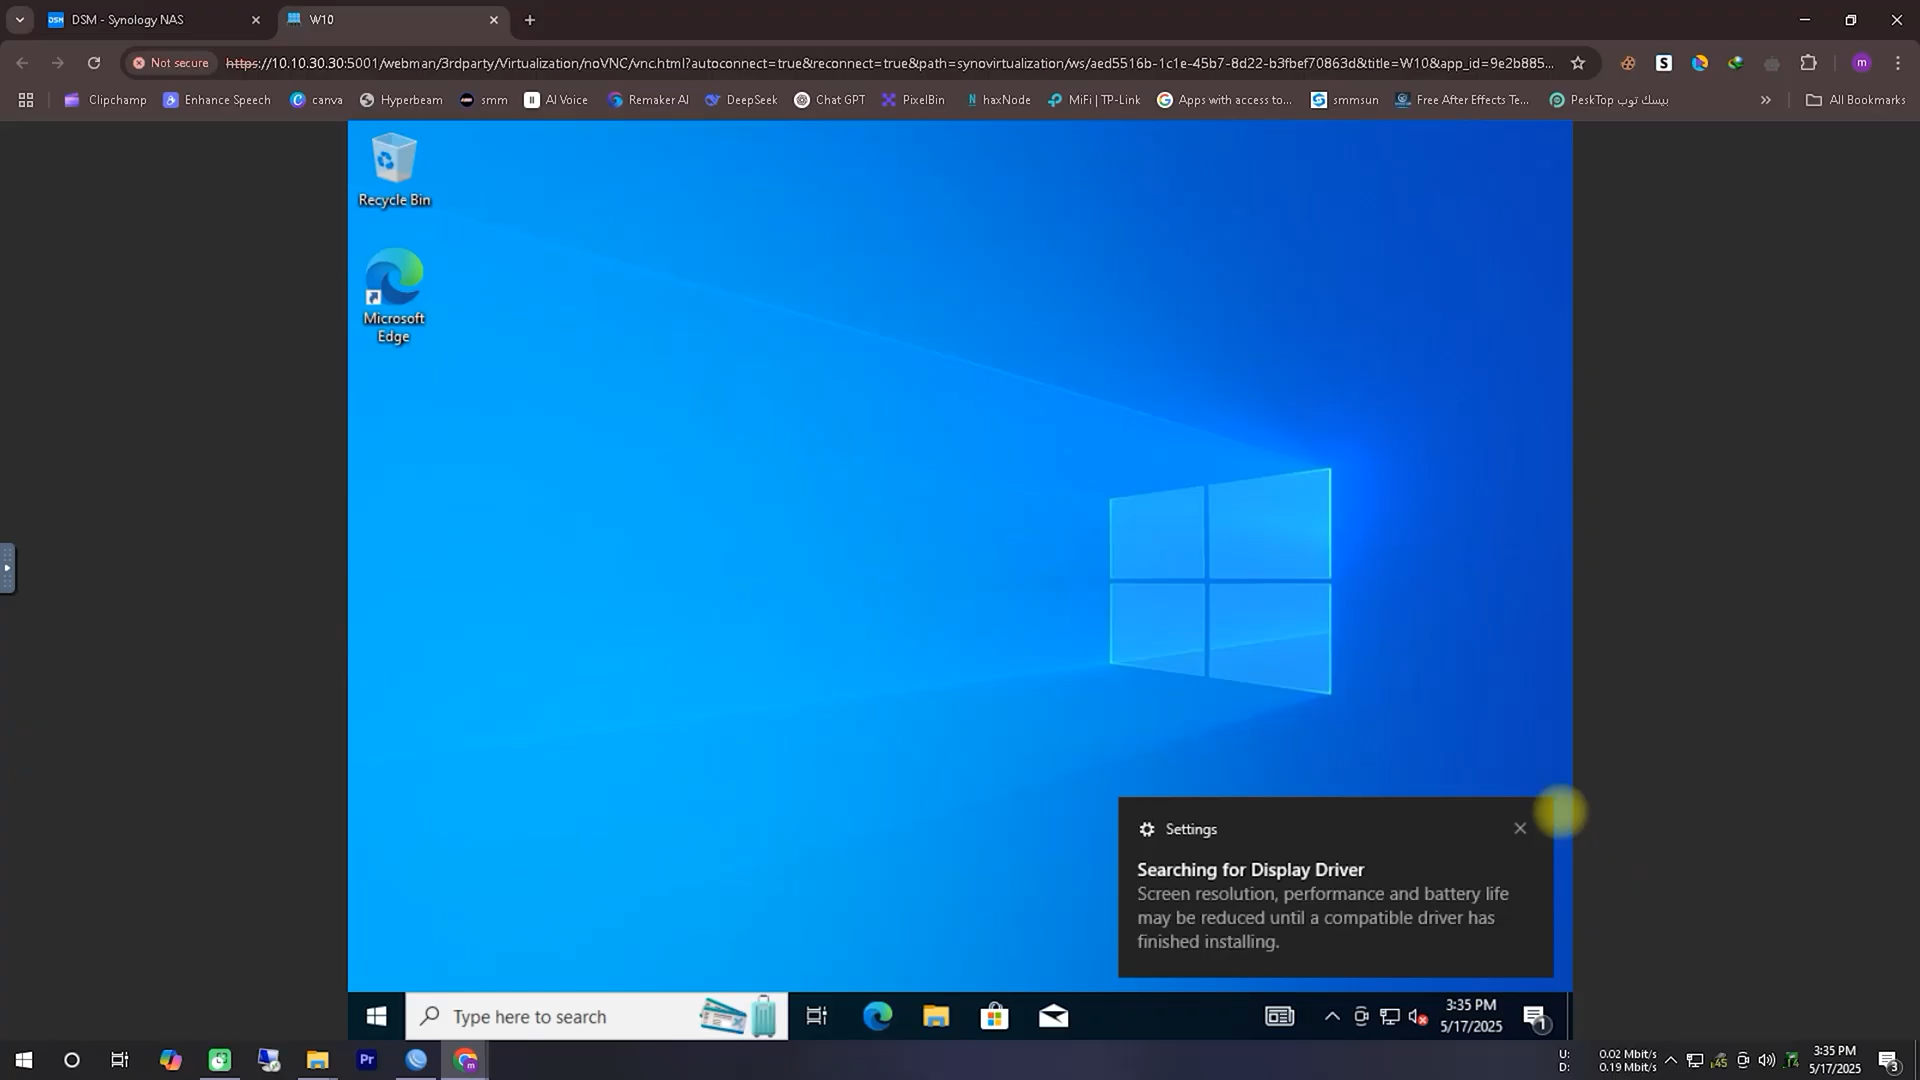 DSM - Synology NAS
W10
Not secure
https://10.10.30.30:5001/webman/3rdparty/Virtualization/noVNC/vnc.html?autoconnect=true&reconnect=true&path=synovirtualization/ws/aed5516b-1c1e-45b7-8d22-b3fbef70863d&title=W10&app_id=9e2b885...
m
Clipchamp
Enhance Speech
canva
Hyperbeam
smm
AI Voice
Remaker AI
DeepSeek
Chat GPT
PixelBin
haxNode
MiFi | TP-Link
Apps with access to...
smmsun
Free After Effects Te...
PeskTop بيسك توب
All Bookmarks
Recycle Bin
Microsoft
Edge
Settings
Searching for Display Driver
Screen resolution, performance and battery life
may be reduced until a compatible driver has
finished installing.
Type here to search
3:35 PM
5/17/2025
1
Pr
U: 0.02 Mbit/s
D: 0.19 Mbit/s
3:35 PM
5/17/2025
3